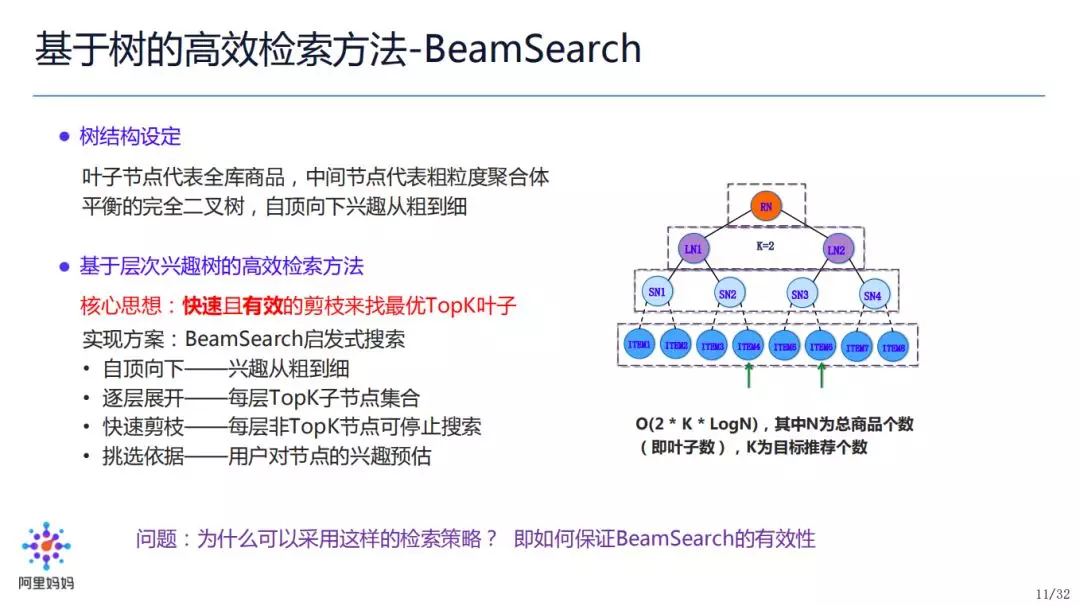 基于树的高效检索方法-BeamSearch
● 树结构设定
叶子节点代表全库商品，中间节点代表粗粒度聚合体
平衡的完全二叉树，自顶向下兴趣从粗到细
● 基于层次兴趣树的高效检索方法
核心思想：快速且有效的剪枝来找最优TopK叶子
实现方案：BeamSearch启发式搜索
• 自顶向下——兴趣从粗到细
• 逐层展开——每层TopK子节点集合
• 快速剪枝——每层非TopK节点可停止搜索
• 挑选依据——用户对节点的兴趣预估
RN
LN1 K=2 LN2
SN1 SN2 SN3 SN4
ITEM1 ITEM2 ITEM3 ITEM4 ITEM5 ITEM6 ITEM7 ITEM8
O(2 * K * LogN)，其中N为总商品个数
（即叶子数），K为目标推荐个数
问题：为什么可以采用这样的检索策略？ 即如何保证BeamSearch的有效性
阿里妈妈
11/32